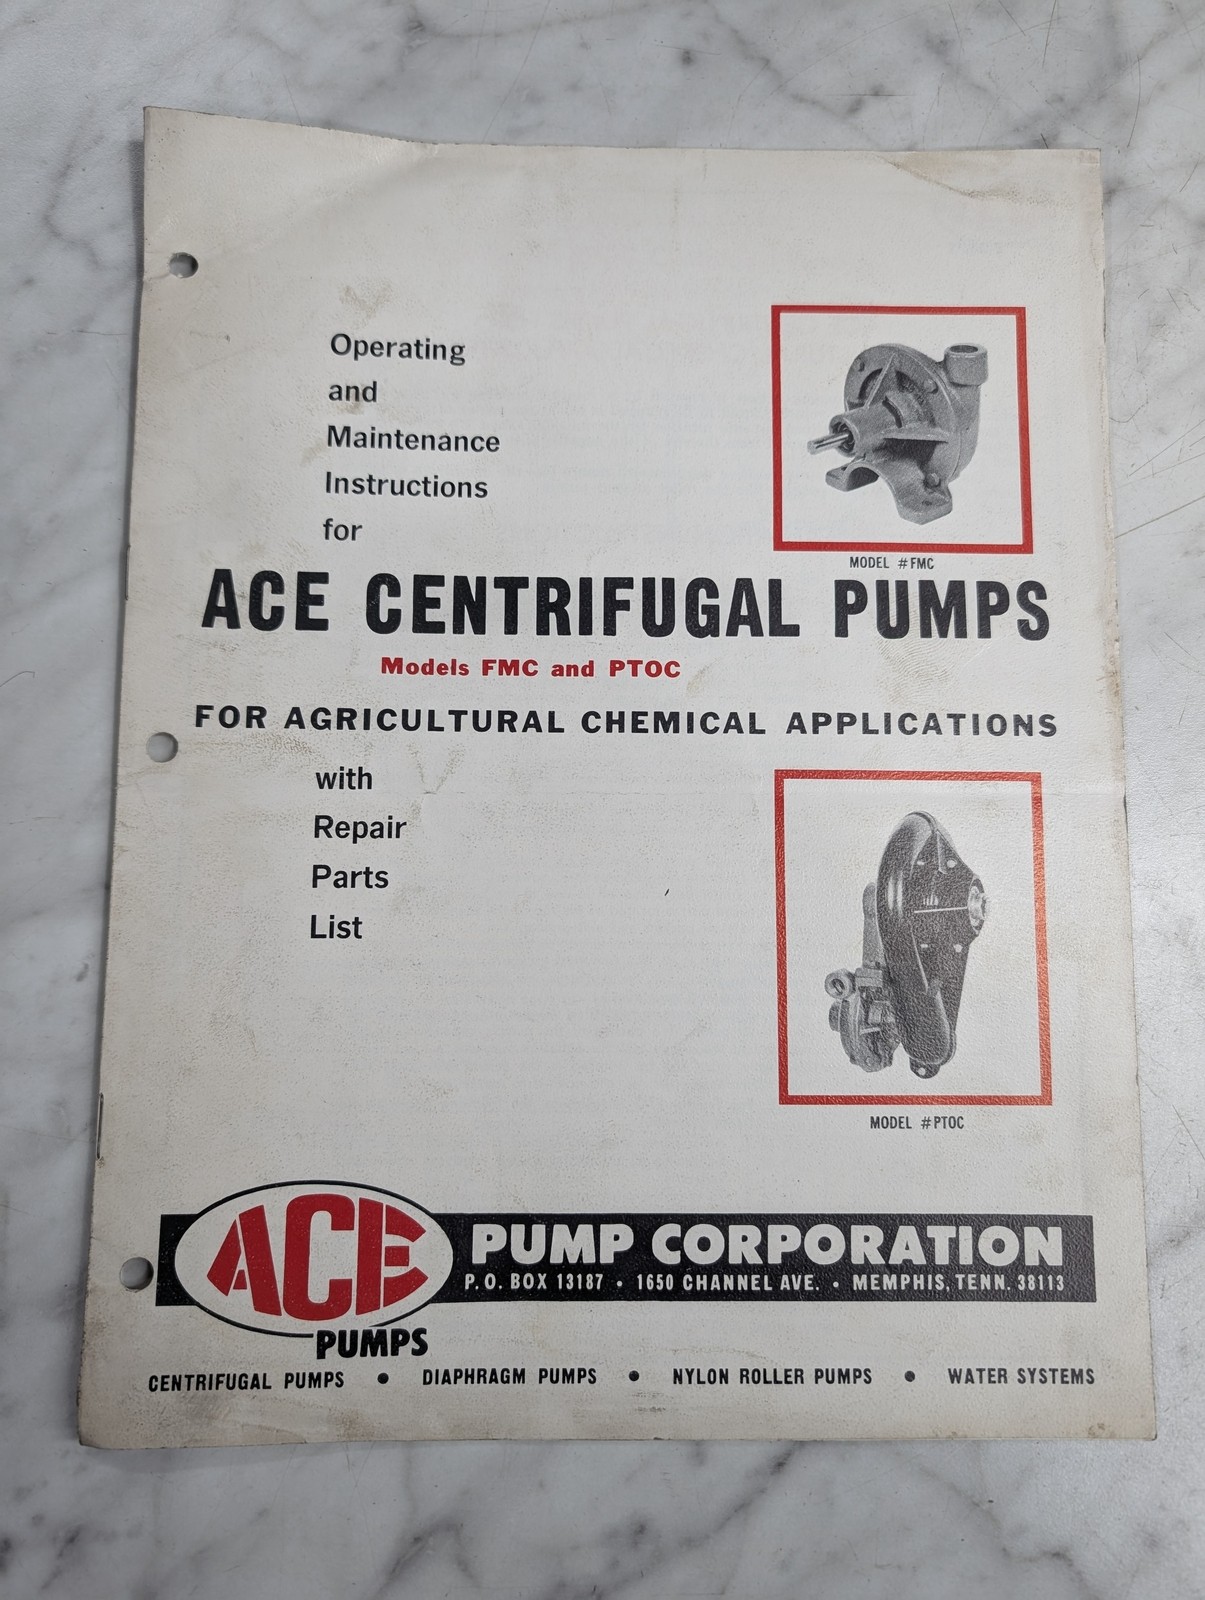 Operating
and
Maintenance
Instructions
for
MODEL #FMC
ACE CENTRIFUGAL PUMPS
Models FMC and PTOC
FOR AGRICULTURAL CHEMICAL APPLICATIONS
with
Repair
Parts
List
MODEL #PTOC
ACE
PUMPS
PUMP CORPORATION
P.O. BOX 13187 • 1650 CHANNEL AVE. • MEMPHIS, TENN. 38113
CENTRIFUGAL PUMPS • DIAPHRAGM PUMPS • NYLON ROLLER PUMPS • WATER SYSTEMS